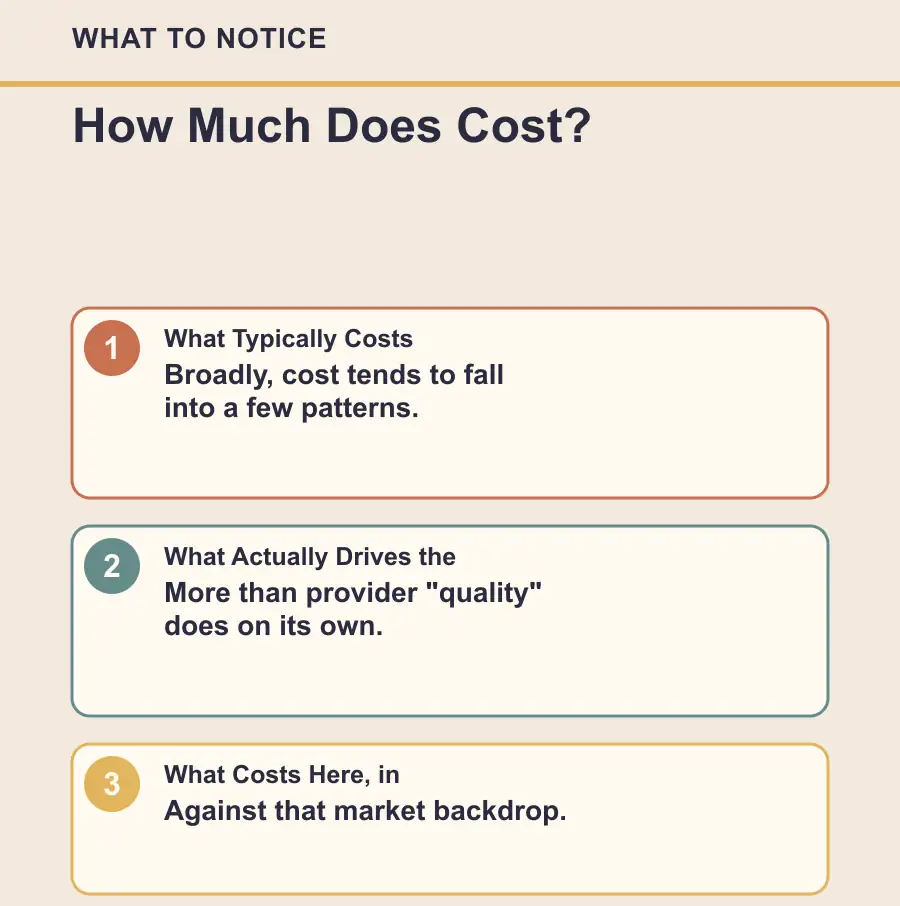 WHAT TO NOTICE
How Much Does Cost?
1
What Typically Costs
Broadly, cost tends to fall
into a few patterns.
2
What Actually Drives the
More than provider "quality"
does on its own.
3
What Costs Here, in
Against that market backdrop.